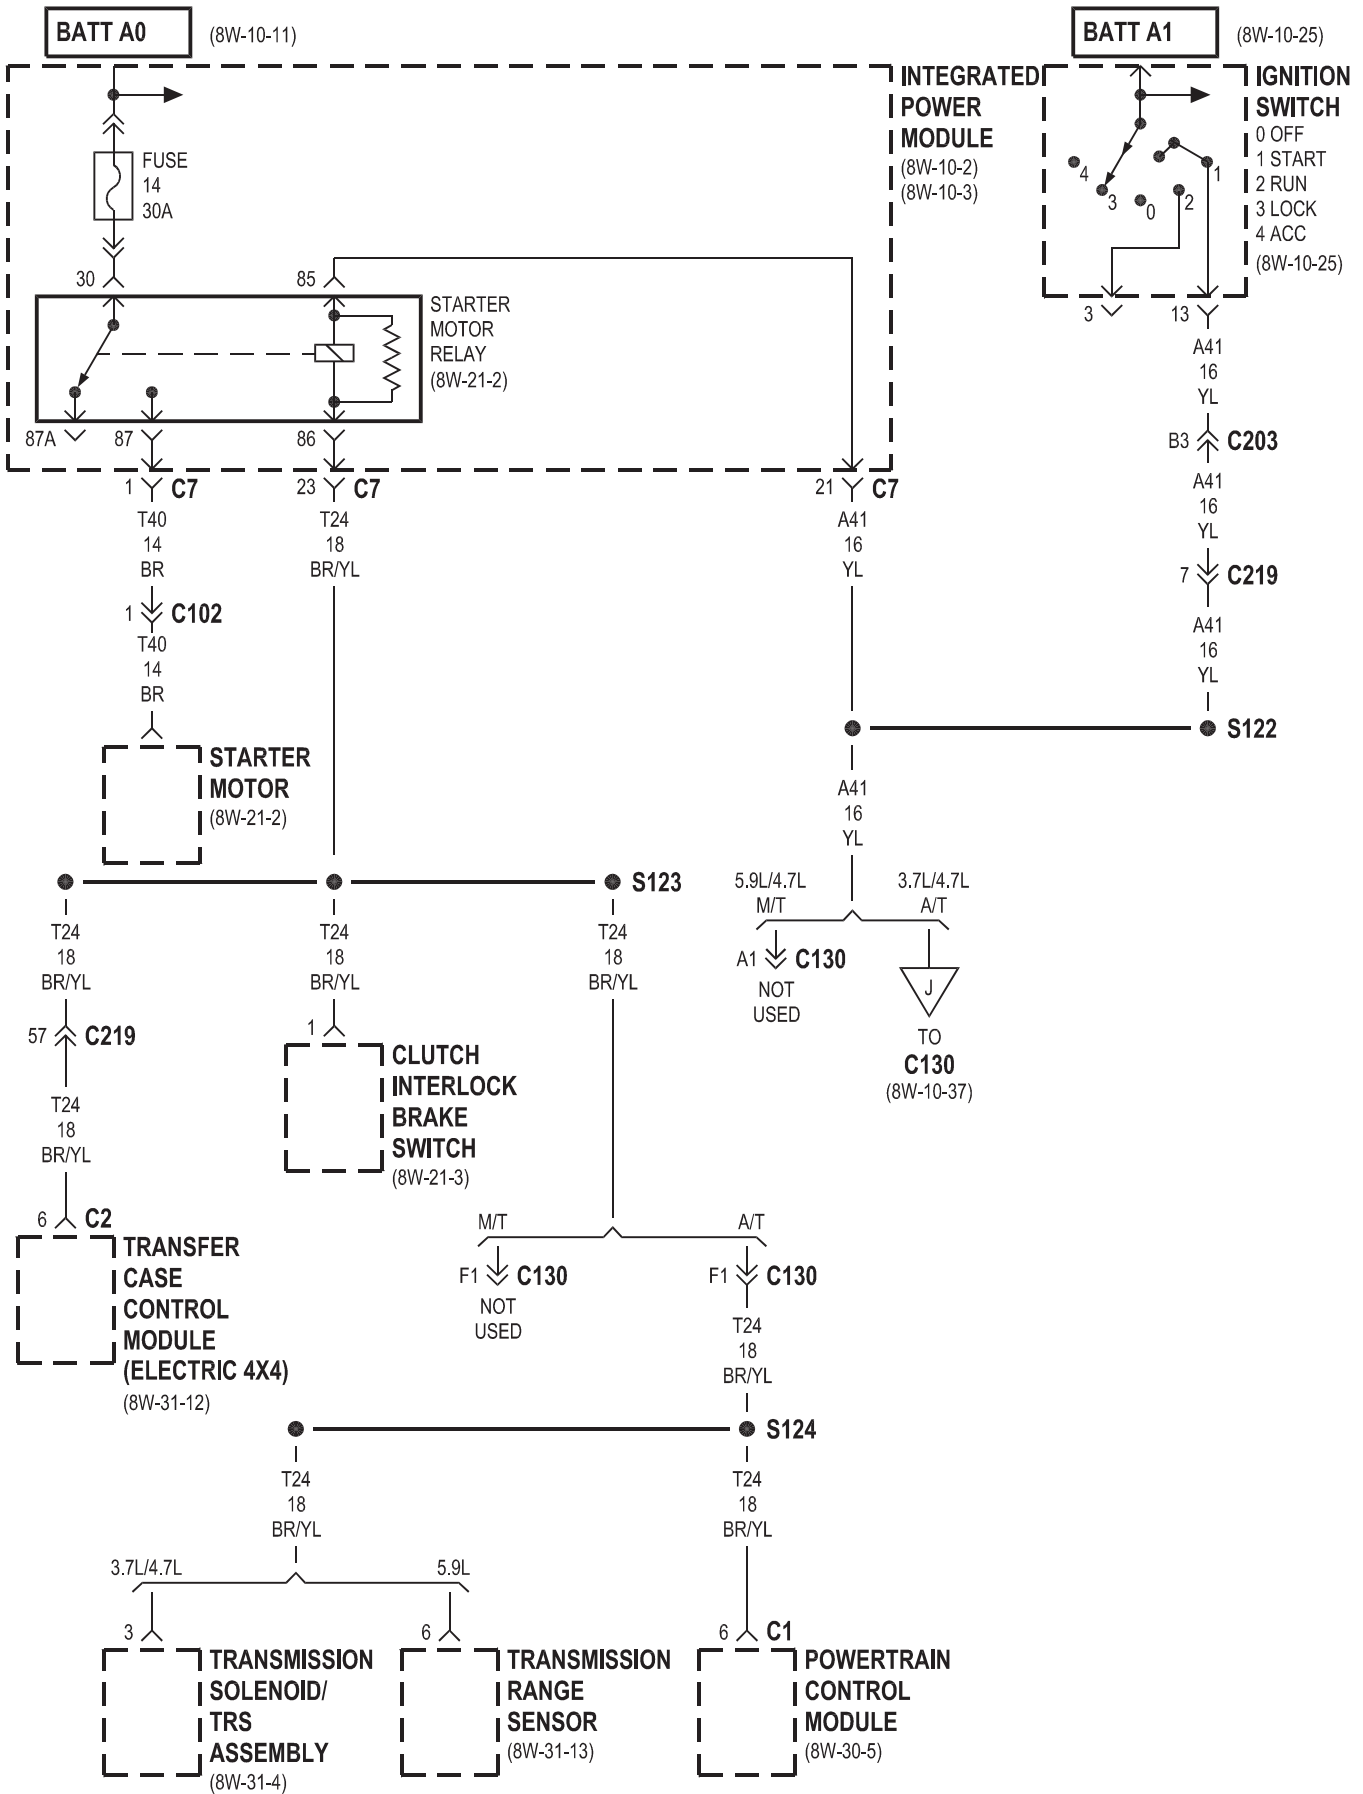 BATT A0
(8W-10-11)
BATT A1
(8W-10-25)
INTEGRATED
POWER
MODULE
(8W-10-2)
(8W-10-3)
IGNITION
SWITCH
0 OFF
1 START
2 RUN
3 LOCK
4 ACC
(8W-10-25)
4
3
0
2
1
FUSE
14
30A
30
85
STARTER
MOTOR
RELAY
(8W-21-2)
3
13
A41
16
YL
87A
87
86
B3
C203
1
C7
23
C7
21
C7
A41
16
YL
T40
14
BR
T24
18
BR/YL
A41
16
YL
7
C219
1
C102
A41
16
YL
T40
14
BR
S122
STARTER
MOTOR
(8W-21-2)
A41
16
YL
S123
5.9L/4.7L
M/T
3.7L/4.7L
A/T
T24
18
BR/YL
T24
18
BR/YL
T24
18
BR/YL
A1
C130
NOT
USED
J
TO
C130
(8W-10-37)
57
C219
1
CLUTCH
INTERLOCK
BRAKE
SWITCH
(8W-21-3)
T24
18
BR/YL
6
C2
TRANSFER
CASE
CONTROL
MODULE
(ELECTRIC 4X4)
(8W-31-12)
M/T
A/T
F1
C130
NOT
USED
F1
C130
T24
18
BR/YL
S124
T24
18
BR/YL
T24
18
BR/YL
3.7L/4.7L
5.9L
3
6
6
C1
TRANSMISSION
SOLENOID/
TRS
ASSEMBLY
(8W-31-4)
TRANSMISSION
RANGE
SENSOR
(8W-31-13)
POWERTRAIN
CONTROL
MODULE
(8W-30-5)